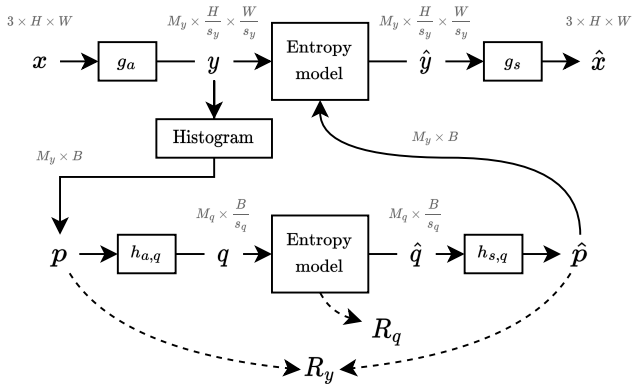 3 × H × W
M_y × H/s_y × W/s_y
M_y × H/s_y × W/s_y
3 × H × W
x
g_a
y
Entropy
model
ŷ
g_s
x̂
Histogram
M_y × B
M_y × B
M_q × B/s_q
M_q × B/s_q
p
h_{a,q}
q
Entropy
model
q̂
h_{s,q}
p̂
R_q
R_y